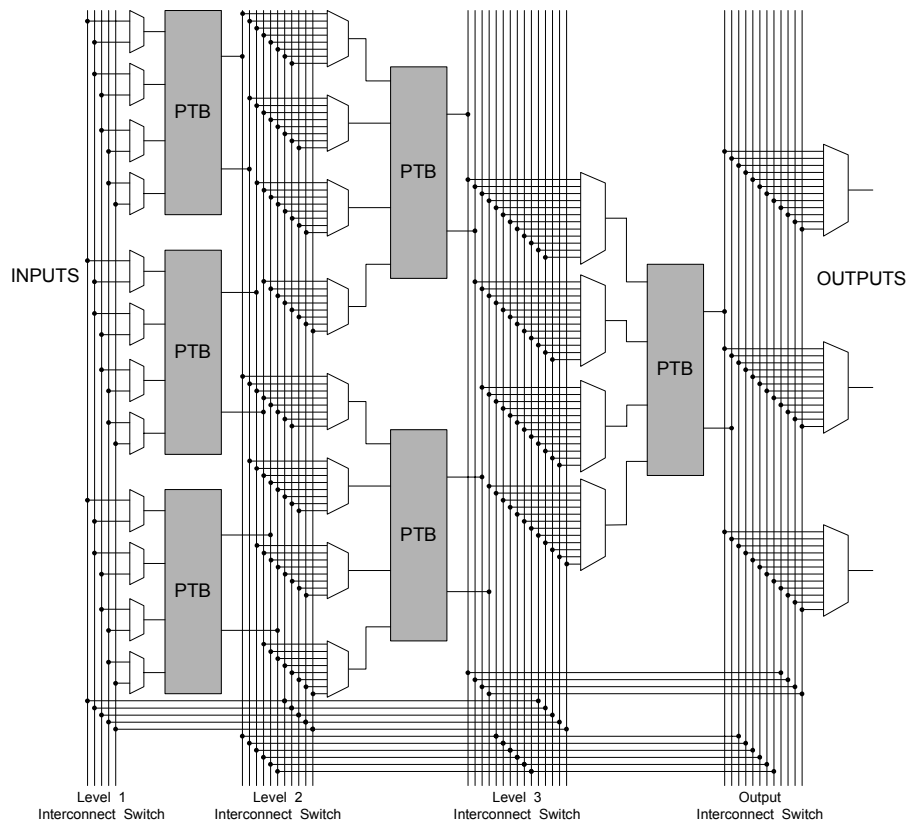 PTB
PTB
INPUTS
OUTPUTS
PTB
PTB
PTB
PTB
Level 1
Interconnect Switch
Level 2
Interconnect Switch
Level 3
Interconnect Switch
Output
Interconnect Switch